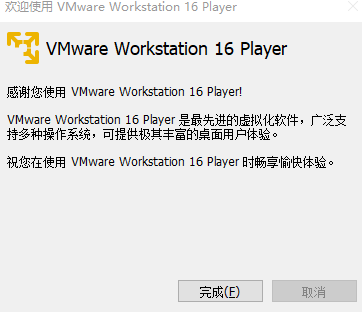 欢迎使用 VMware Workstation 16 Player
VMware Workstation 16 Player
感谢您使用 VMware Workstation 16 Player!
VMware Workstation 16 Player 是最先进的虚拟化软件，广泛支
持多种操作系统，可提供极其丰富的桌面用户体验。
祝您在使用 VMware Workstation 16 Player 时畅享愉快体验。
完成(F)
取消